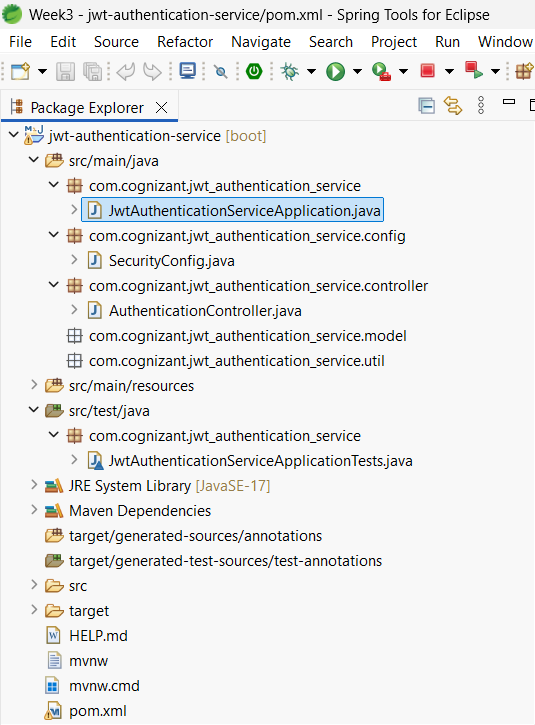 Week3 - jwt-authentication-service/pom.xml - Spring Tools for Eclipse
File Edit Source Refactor Navigate Search Project Run Window
Package Explorer
jwt-authentication-service [boot]
src/main/java
com.cognizant.jwt_authentication_service
JwtAuthenticationServiceApplication.java
com.cognizant.jwt_authentication_service.config
SecurityConfig.java
com.cognizant.jwt_authentication_service.controller
AuthenticationController.java
com.cognizant.jwt_authentication_service.model
com.cognizant.jwt_authentication_service.util
src/main/resources
src/test/java
com.cognizant.jwt_authentication_service
JwtAuthenticationServiceApplicationTests.java
JRE System Library [JavaSE-17]
Maven Dependencies
target/generated-sources/annotations
target/generated-test-sources/test-annotations
src
target
HELP.md
mvnw
mvnw.cmd
pom.xml